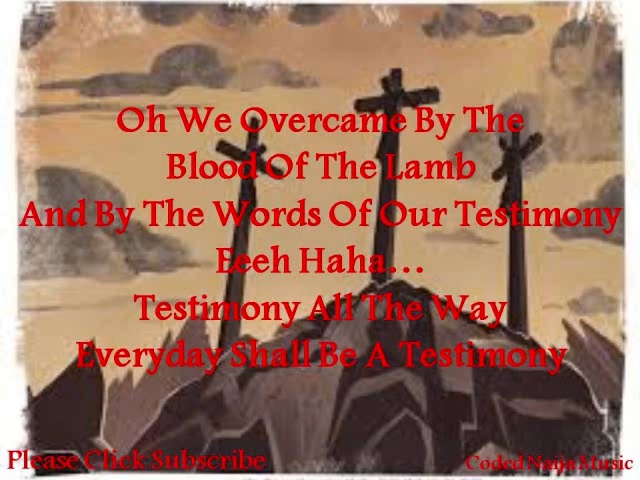 Oh We Overcame By The
Blood Of The Lamb
And By The Words Of Our Testimony
Eeeh Haha...
Testimony All The Way
Everyday Shall Be A Testimony
Please Click Subscribe
Coded Naija Music